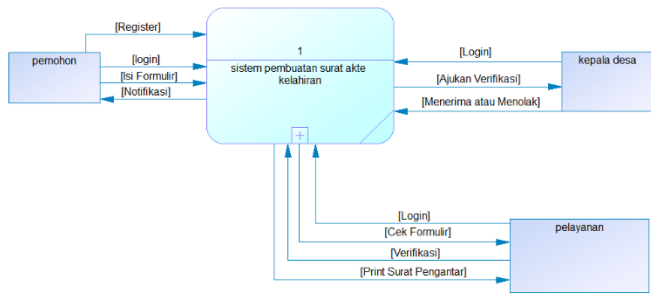 [Register]
pemohon
[login]
[Isi Formulir]
[Notifikasi]
1
sistem pembuatan surat akte
kelahiran
[Login]
kepala desa
[Ajukan Verifikasi]
[Menerima atau Menolak]
[Login]
pelayanan
[Cek Formulir]
[Verifikasi]
[Print Surat Pengantar]